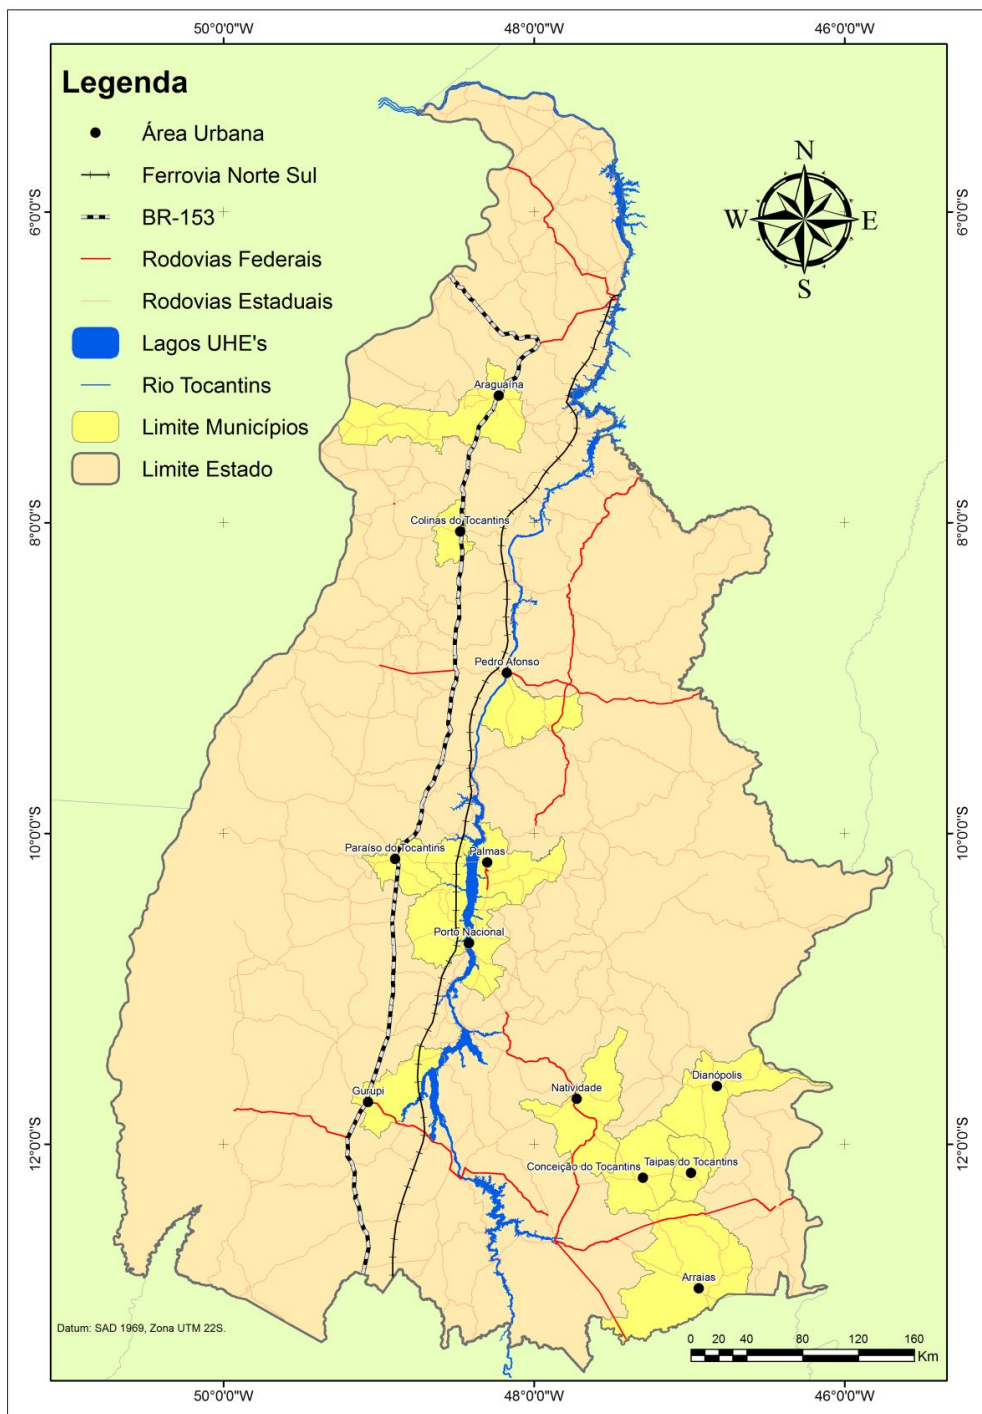 50°0'0"W 48°0'0"W 46°0'0"W
Legenda
Área Urbana
Ferrovia Norte Sul
BR-153
Rodovias Federais
Rodovias Estaduais
Lagos UHE's
Rio Tocantins
Limite Municípios
Limite Estado
N
W E
S
6°0'0"S 6°0'0"S
Araguaína
8°0'0"S 8°0'0"S
Colinas do Tocantins
Pedro Afonso
10°0'0"S 10°0'0"S
Paraíso do Tocantins
Palmas
Porto Nacional
Gurupi
Natividade
Dianópolis
12°0'0"S 12°0'0"S
Conceição do Tocantins
Taipas do Tocantins
Arraias
Datum: SAD 1969, Zona UTM 22S.
0 20 40 80 120 160
Km
50°0'0"W 48°0'0"W 46°0'0"W